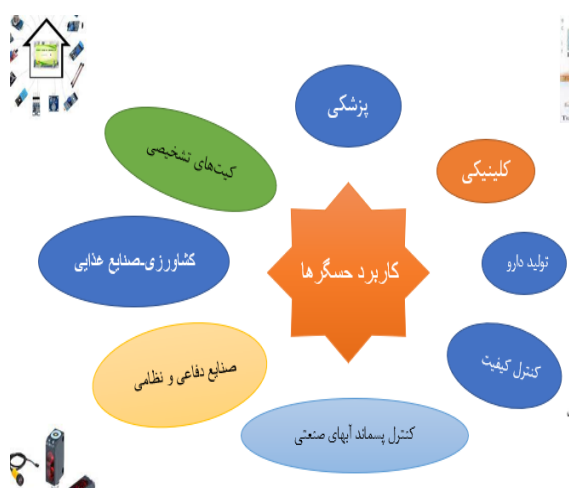 پزشکی
کلینیکی
کیت‌های تشخیصی
تولید دارو
کاربرد حسگرها
کشاورزی-صنایع غذایی
کنترل کیفیت
صنایع دفاعی و نظامی
کنترل پسماند آبهای صنعتی